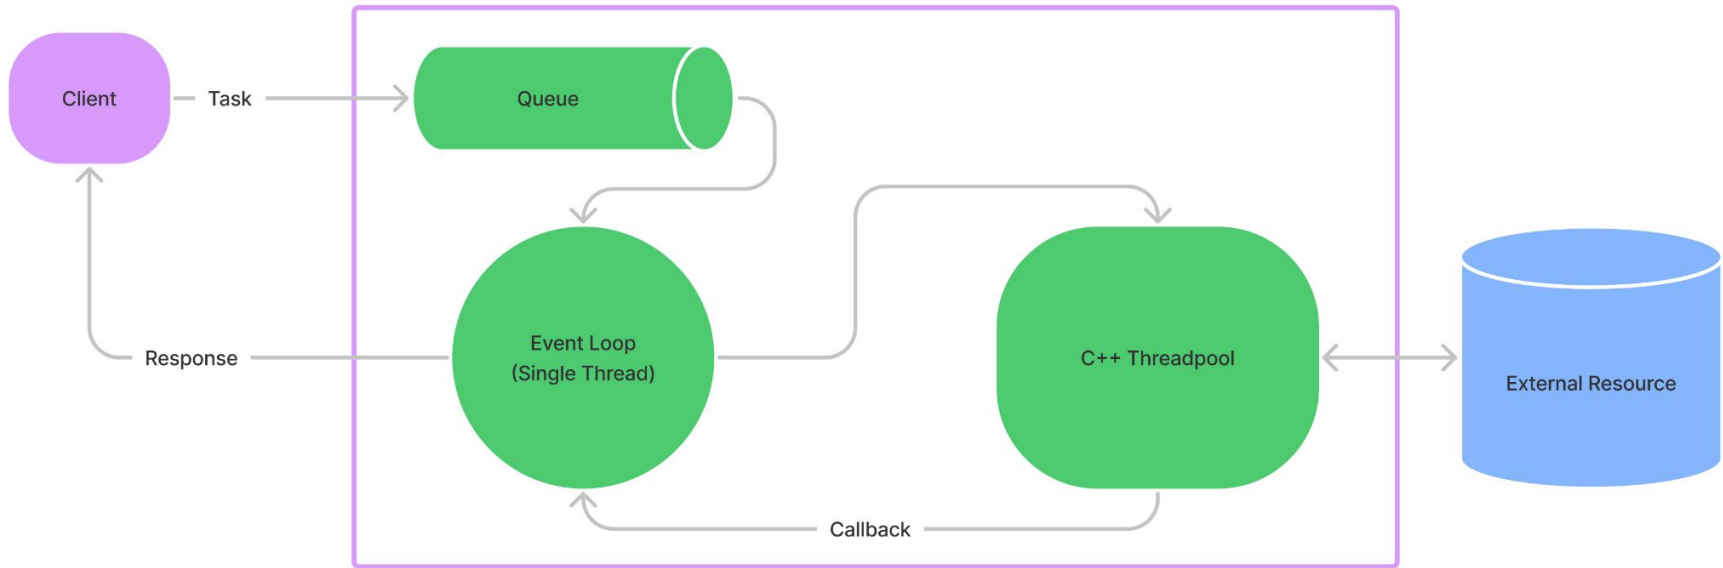 Client
Task
Queue
Event Loop
(Single Thread)
C++ Threadpool
External Resource
Response
Callback